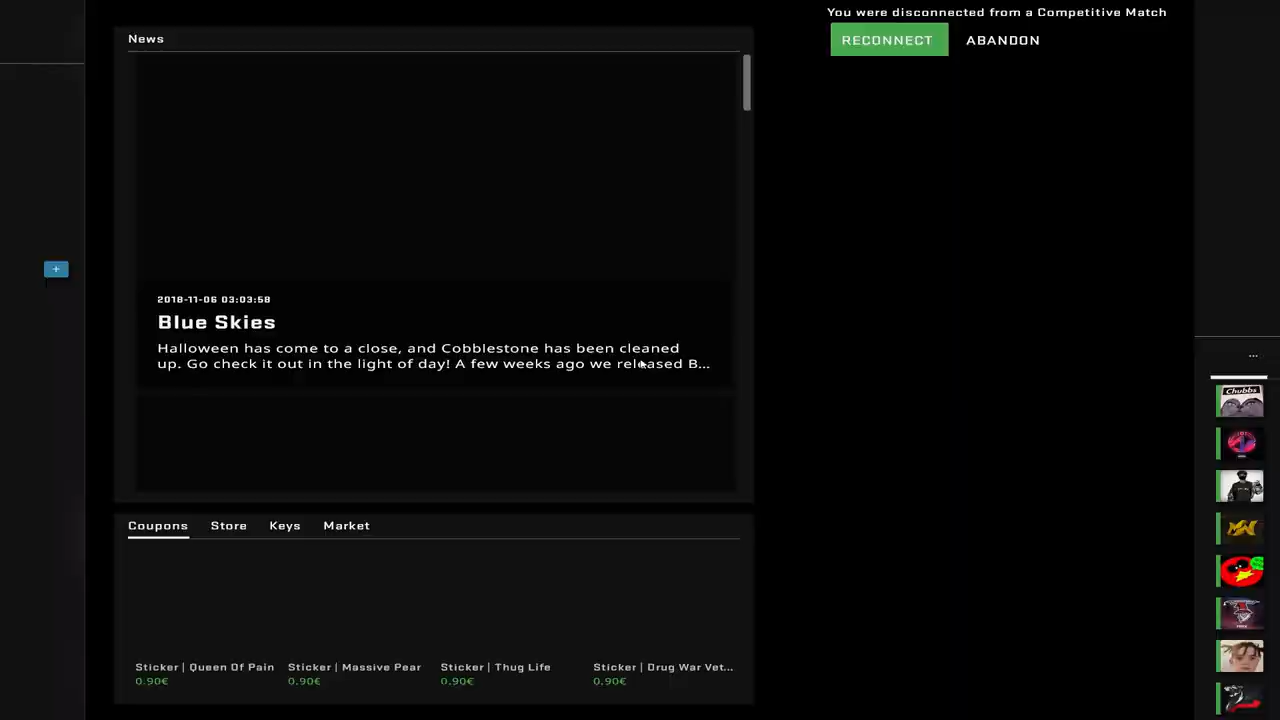 You were disconnected from a Competitive Match
RECONNECT ABANDON
News
2018-11-06 03:03:58
Blue Skies
Halloween has come to a close, and Cobblestone has been cleaned
up. Go check it out in the light of day! A few weeks ago we released B...
+
...
Chubbs
Coupons Store Keys Market
Sticker | Queen Of Pain
0,90€
Sticker | Massive Pear
0,90€
Sticker | Thug Life
0,90€
Sticker | Drug War Vet...
0,90€